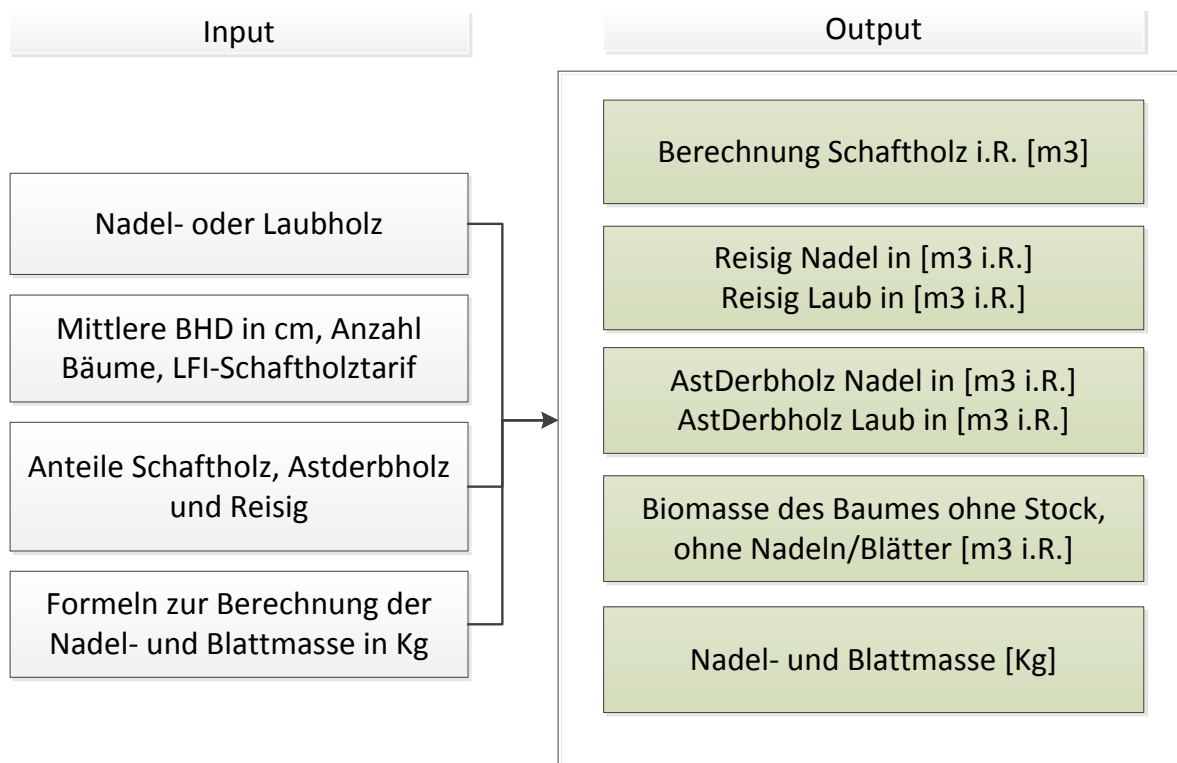 Input
Nadel- oder Laubholz
Mittlere BHD in cm, Anzahl
Bäume, LFI-Schaftholztarif
Anteile Schaftholz, Astderbholz
und Reisig
Formeln zur Berechnung der
Nadel- und Blattmasse in Kg
Output
Berechnung Schaftholz i.R. [m3]
Reisig Nadel in [m3 i.R.]
Reisig Laub in [m3 i.R.]
AstDerbholz Nadel in [m3 i.R.]
AstDerbholz Laub in [m3 i.R.]
Biomasse des Baumes ohne Stock,
ohne Nadeln/Blätter [m3 i.R.]
Nadel- und Blattmasse [Kg]